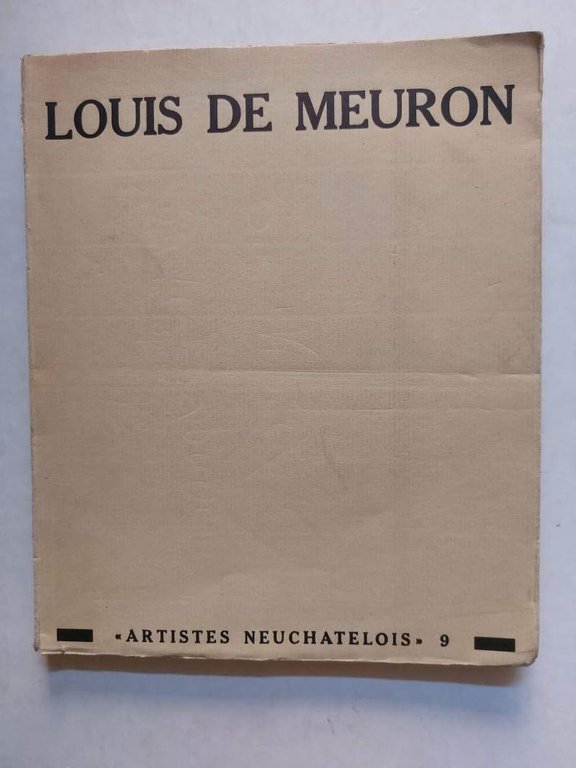 LOUIS DE MEURON
«ARTISTES NEUCHATELOIS» 9